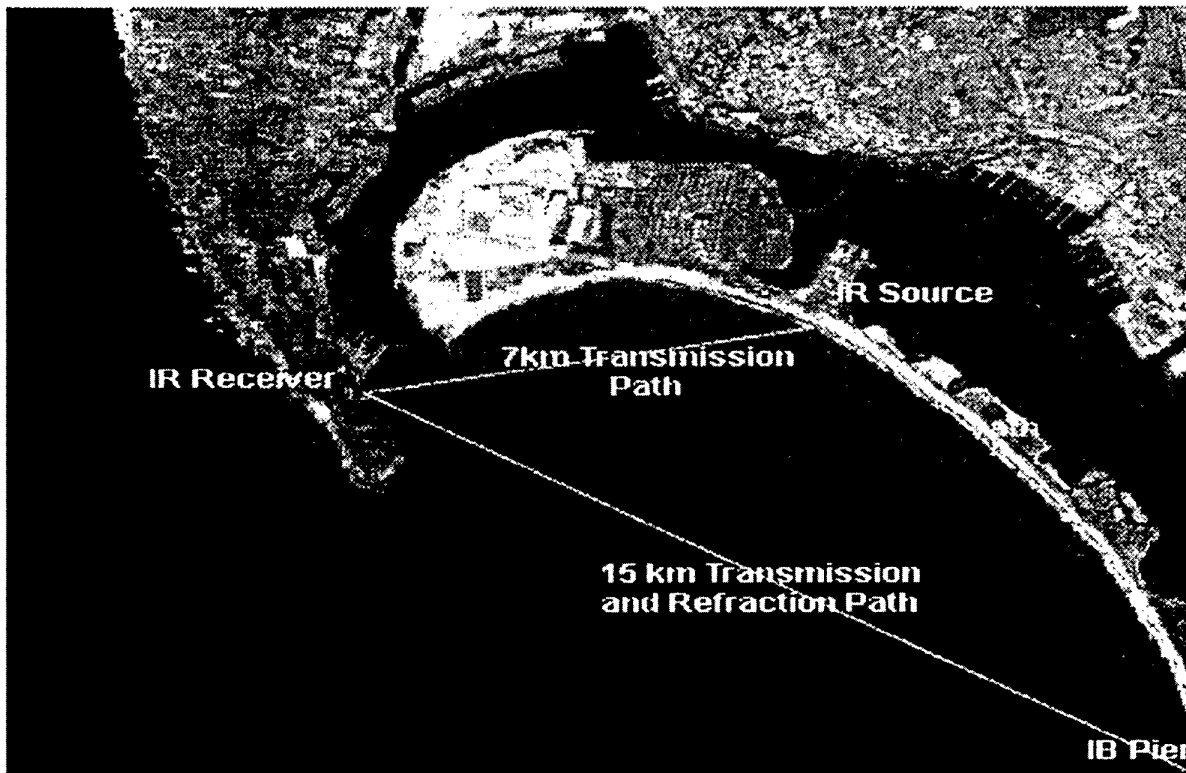 IR Source
7km Transmission
Path
IR Receiver
15 km Transmission
and Refraction Path
IB Pier